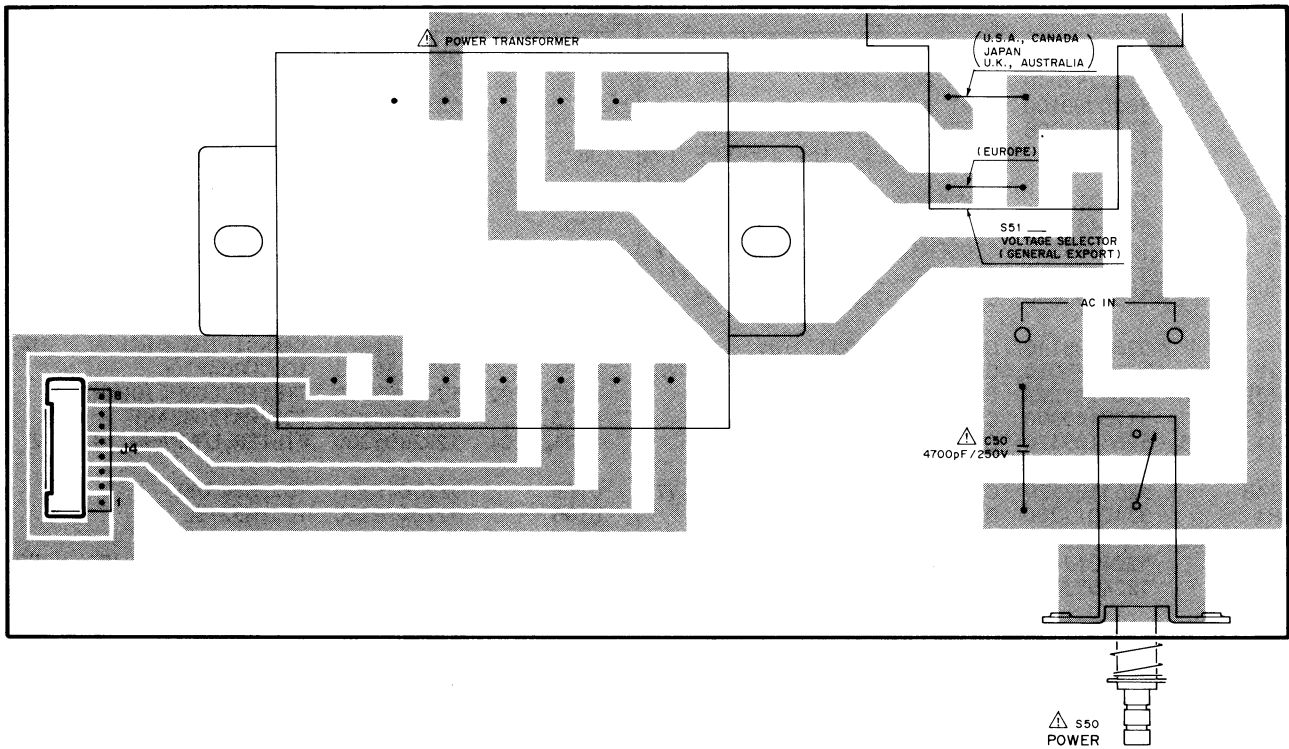 POWER TRANSFORMER
(U.S.A., CANADA
JAPAN
U.K., AUSTRALIA)
(EUROPE)
S51
VOLTAGE SELECTOR
(GENERAL EXPORT)
AC IN
8
J4
1
C50
4700pF/250V
S50
POWER